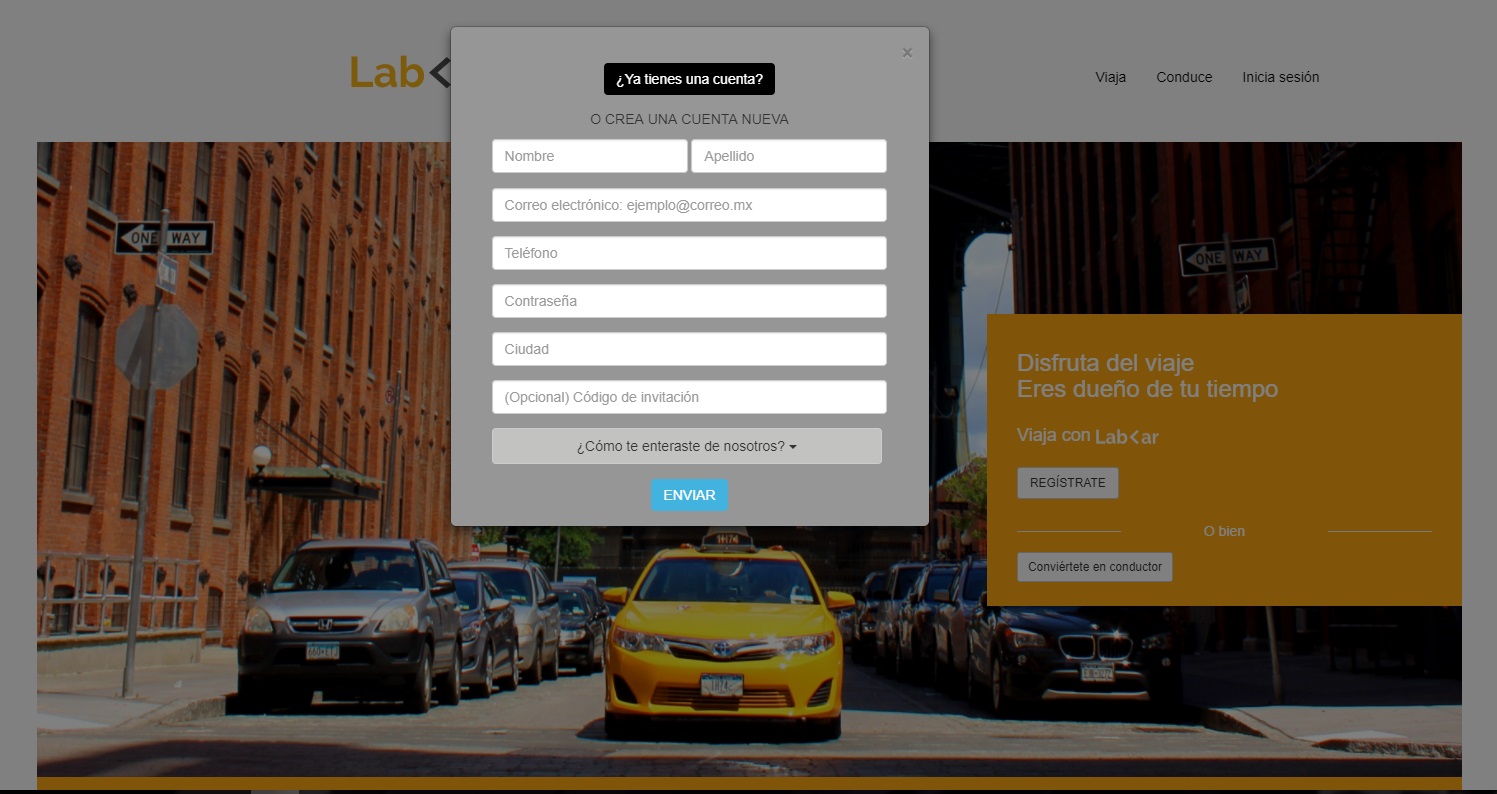 Lab<
Viaja
Conduce
Inicia sesión
×
¿Ya tienes una cuenta?
O CREA UNA CUENTA NUEVA
Nombre
Apellido
Correo electrónico: ejemplo@correo.mx
Teléfono
Contraseña
Ciudad
(Opcional) Código de invitación
¿Cómo te enteraste de nosotros?
ENVIAR
ONE WAY
ONE WAY
Disfruta del viaje
Eres dueño de tu tiempo
Viaja con Lab<ar
REGÍSTRATE
O bien
Conviértete en conductor